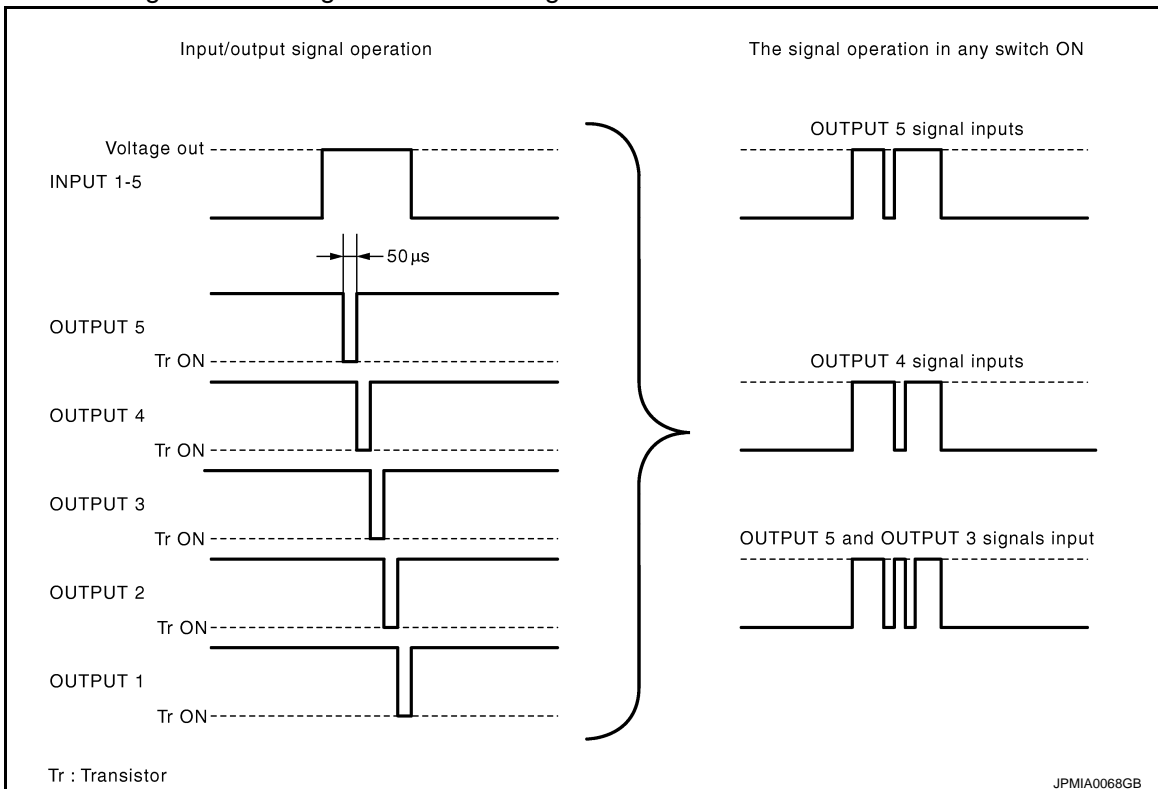 Input/output signal operation
The signal operation in any switch ON
Voltage out
INPUT 1-5
50 µs
OUTPUT 5
Tr ON
OUTPUT 4
Tr ON
OUTPUT 3
Tr ON
OUTPUT 2
Tr ON
OUTPUT 1
Tr ON
OUTPUT 5 signal inputs
OUTPUT 4 signal inputs
OUTPUT 5 and OUTPUT 3 signals input
Tr : Transistor
JPMIA0068GB